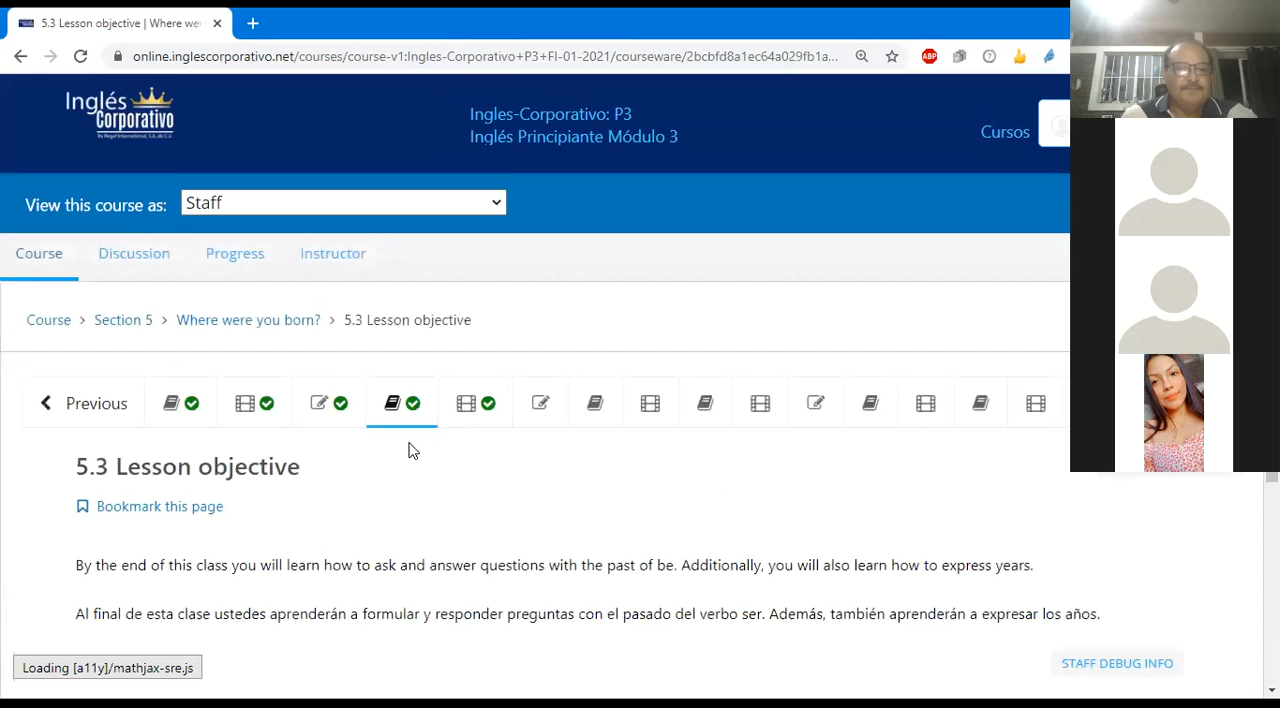 5.3 Lesson objective | Where we
online.inglescorporativo.net/courses/course-v1:Ingles-Corporativo+P3+FI-01-2021/courseware/2bcbfd8a1ec64a029fb1a...
ABP
Inglés
Corporativo
By Regal International, S.A. de C.V.
Ingles-Corporativo: P3
Inglés Principiante Módulo 3
Cursos
View this course as: Staff
Course Discussion Progress Instructor
Course > Section 5 > Where were you born? > 5.3 Lesson objective
Previous
5.3 Lesson objective
Bookmark this page
By the end of this class you will learn how to ask and answer questions with the past of be. Additionally, you will also learn how to express years.
Al final de esta clase ustedes aprenderán a formular y responder preguntas con el pasado del verbo ser. Además, también aprenderán a expresar los años.
Loading [a11y]/mathjax-sre.js
STAFF DEBUG INFO